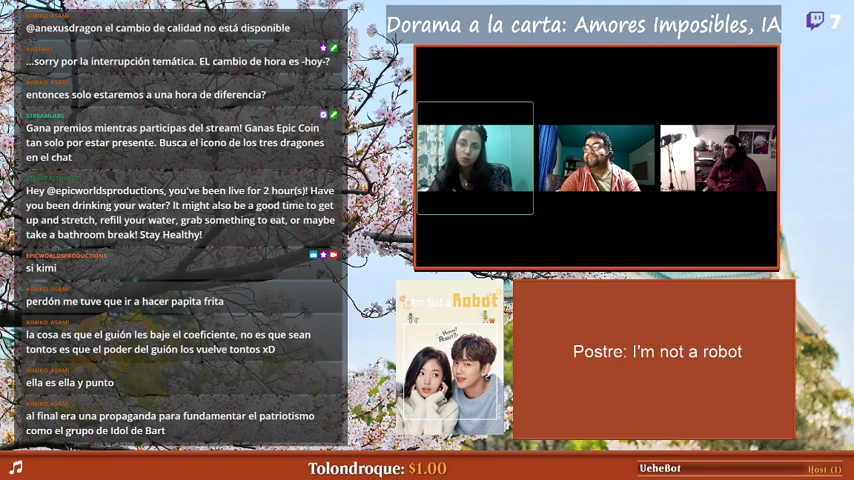 KIMIKO_ASAMI
@anexusdragon el cambio de calidad no está disponible
...sorry por la interrupción temática. EL cambio de hora es -hoy-?
KIMIKO_ASAMI
entonces solo estaremos a una hora de diferencia?
STREAMLABS
Gana premios mientras participas del stream! Ganas Epic Coin
tan solo por estar presente. Busca el icono de los tres dragones
en el chat
Hey @epicworldsproductions, you've been live for 2 hour(s)! Have
you been drinking your water? It might also be a good time to get
up and stretch, refill your water, grab something to eat, or maybe
take a bathroom break! Stay Healthy!
EPICWORLDSPRODUCTIONS
si kimi
KIMIKO_ASAMI
perdón me tuve que ir a hacer papita frita
KIMIKO_ASAMI
la cosa es que el guión les baje el coeficiente, no es que sean
tontos es que el poder del guión los vuelve tontos xD
KIMIKO_ASAMI
ella es ella y punto
KIMIKO_ASAMI
al final era una propaganda para fundamentar el patriotismo
como el grupo de Idol de Bart
Dorama a la carta: Amores Imposibles, IA
7
I Am Not a Robot
Postre: I'm not a robot
Tolondroque: $1.00
UeheBot
Host (1)